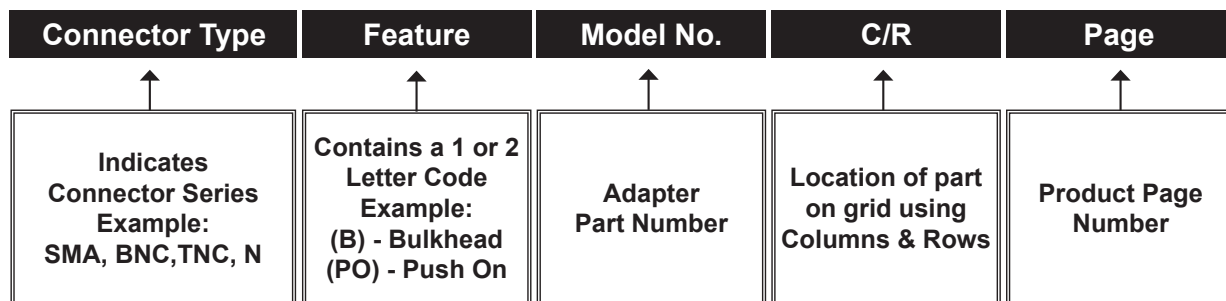 Connector Type
Feature
Model No.
C/R
Page
Indicates
Connector Series
Example:
SMA, BNC,TNC, N
Contains a 1 or 2
Letter Code
Example:
(B) - Bulkhead
(PO) - Push On
Adapter
Part Number
Location of part
on grid using
Columns & Rows
Product Page
Number